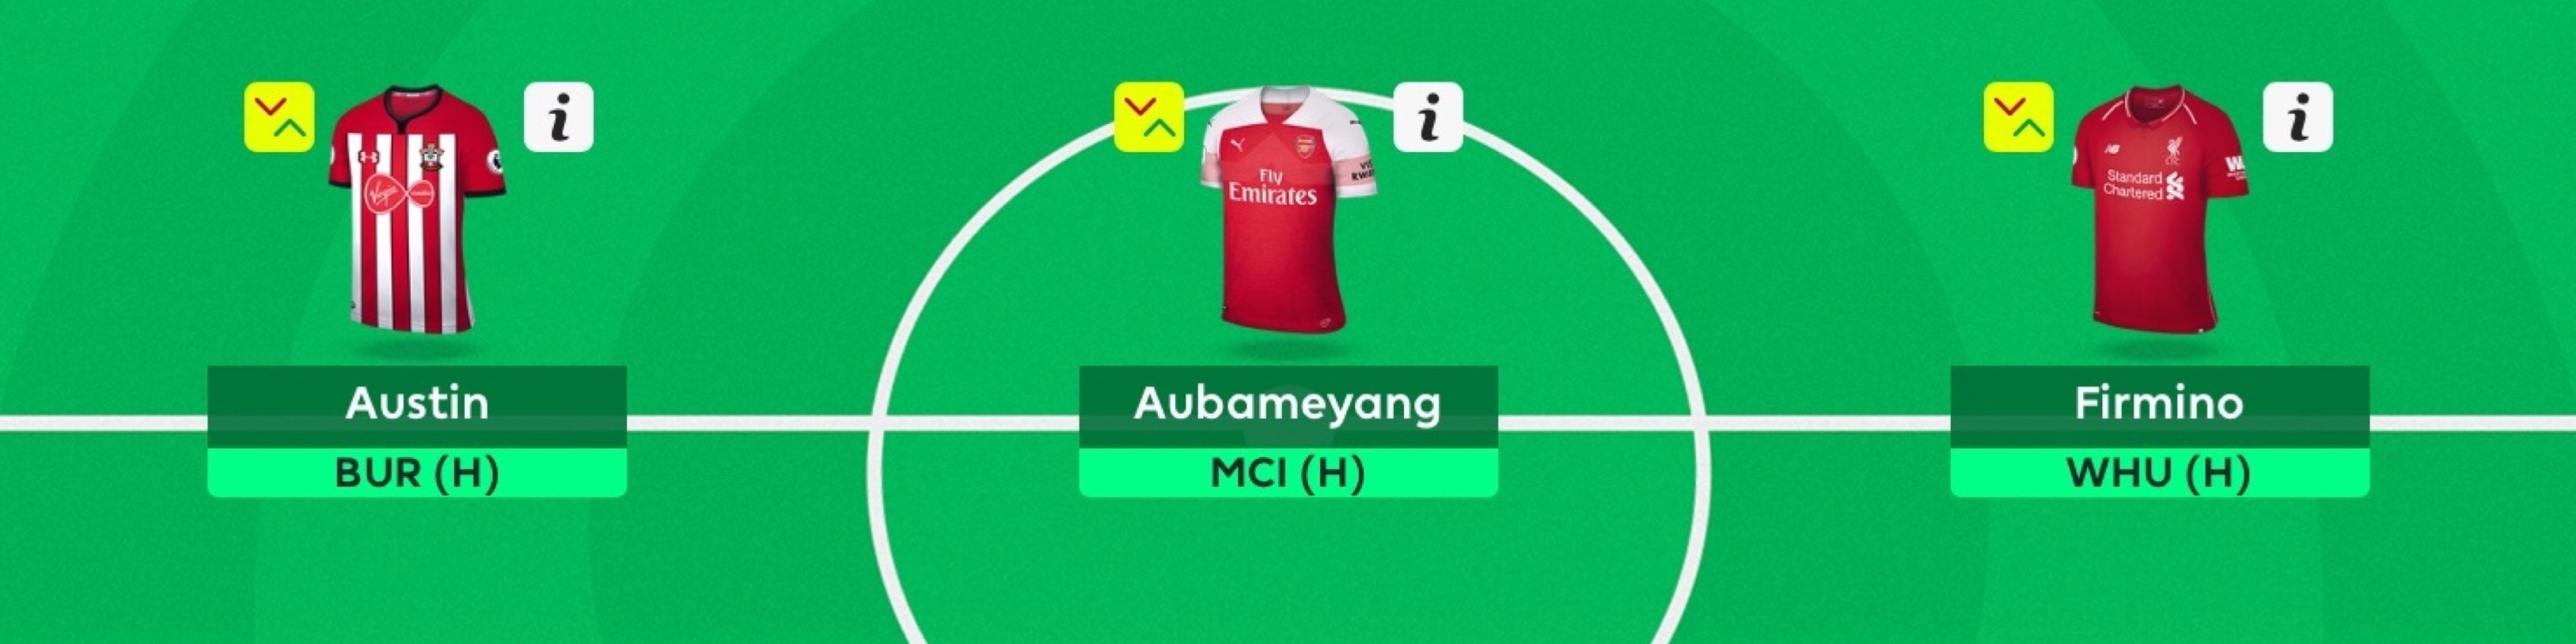 i
i
i
Virgin
Fly
Emirates
Standard
Chartered
Austin
Aubameyang
Firmino
BUR (H)
MCI (H)
WHU (H)